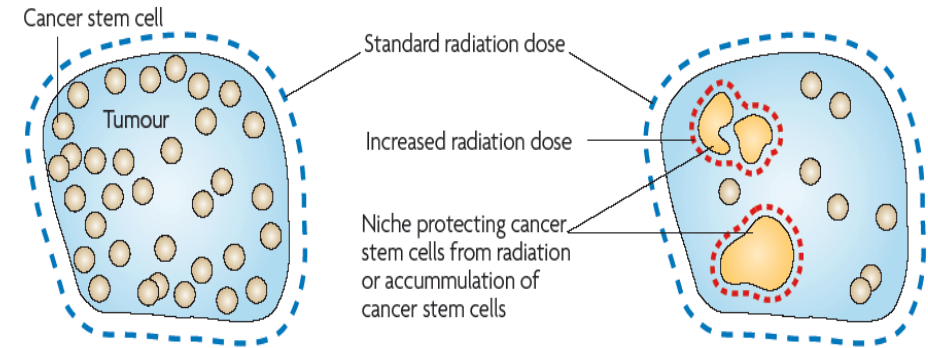 Cancer stem cell
Standard radiation dose
Tumour
Increased radiation dose
Niche protecting cancer
stem cells from radiation
or accummulation of
cancer stem cells